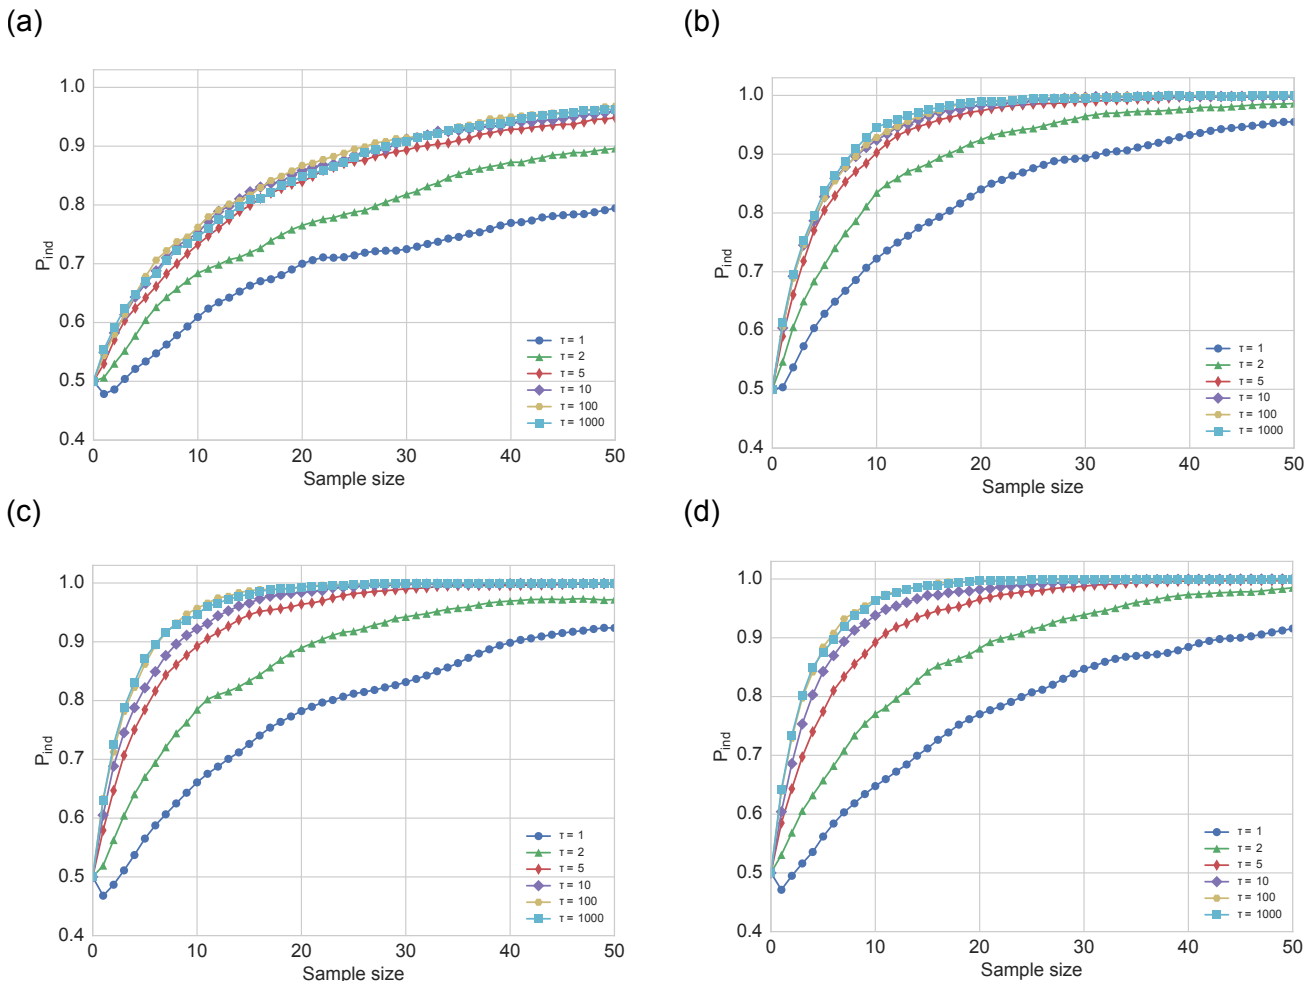 (a)
(b)
1.0
0.9
0.8
0.7
0.6
0.5
0.4
P_ind
0 10 20 30 40 50
Sample size
τ = 1
τ = 2
τ = 5
τ = 10
τ = 100
τ = 1000
1.0
0.9
0.8
0.7
0.6
0.5
0.4
P_ind
0 10 20 30 40 50
Sample size
τ = 1
τ = 2
τ = 5
τ = 10
τ = 100
τ = 1000
(c)
(d)
1.0
0.9
0.8
0.7
0.6
0.5
0.4
P_ind
0 10 20 30 40 50
Sample size
τ = 1
τ = 2
τ = 5
τ = 10
τ = 100
τ = 1000
1.0
0.9
0.8
0.7
0.6
0.5
0.4
P_ind
0 10 20 30 40 50
Sample size
τ = 1
τ = 2
τ = 5
τ = 10
τ = 100
τ = 1000